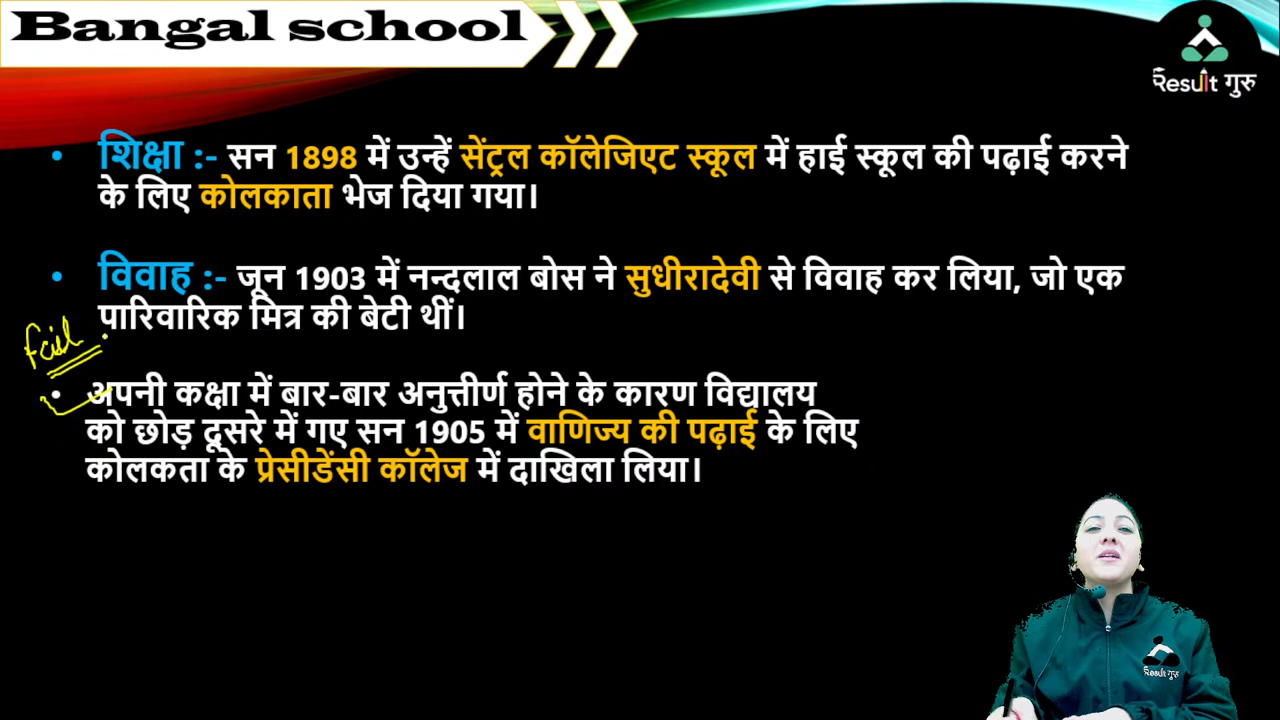 Bangal school
Result गुरु
• शिक्षा :- सन 1898 में उन्हें सेंट्रल कॉलेजिएट स्कूल में हाई स्कूल की पढ़ाई करने
के लिए कोलकाता भेज दिया गया।
• विवाह :- जून 1903 में नन्दलाल बोस ने सुधीरादेवी से विवाह कर लिया, जो एक
पारिवारिक मित्र की बेटी थीं।
• अपनी कक्षा में बार-बार अनुत्तीर्ण होने के कारण विद्यालय
को छोड़ दूसरे में गए सन 1905 में वाणिज्य की पढ़ाई के लिए
कोलकता के प्रेसीडेंसी कॉलेज में दाखिला लिया।
Result गुरु